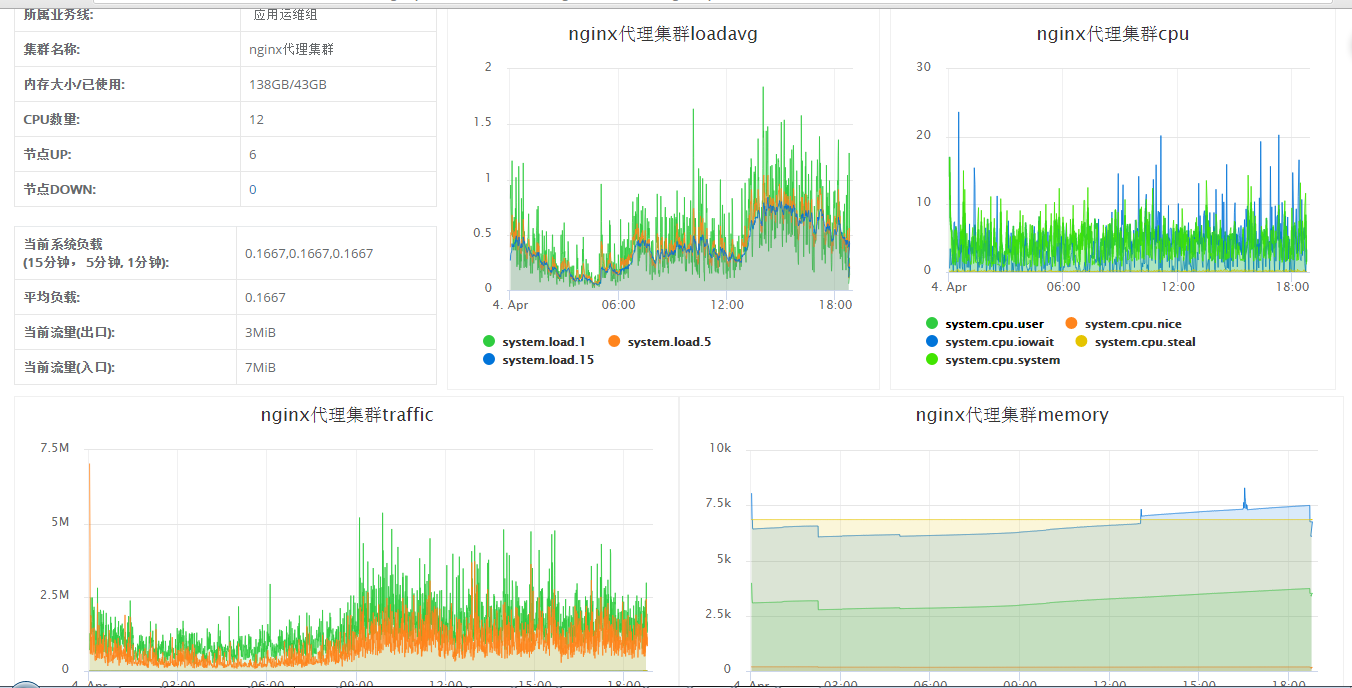 所属业务线: 应用运维组
集群名称: nginx代理集群
内存大小/已使用: 138GB/43GB
CPU数量: 12
节点UP: 6
节点DOWN: 0
当前系统负载
(15分钟， 5分钟, 1分钟): 0.1667,0.1667,0.1667
平均负载: 0.1667
当前流量(出口): 3MiB
当前流量(入口): 7MiB
nginx代理集群loadavg
2
1.5
1
0.5
0
4. Apr 06:00 12:00 18:00
system.load.1 system.load.5
system.load.15
nginx代理集群cpu
30
20
10
0
4. Apr 06:00 12:00 18:00
system.cpu.user system.cpu.nice
system.cpu.iowait system.cpu.steal
system.cpu.system
nginx代理集群traffic
7.5M
5M
2.5M
0
4. Apr 03:00 06:00 09:00 12:00 15:00 18:00
nginx代理集群memory
10k
7.5k
5k
2.5k
0
4. Apr 03:00 06:00 09:00 12:00 15:00 18:00